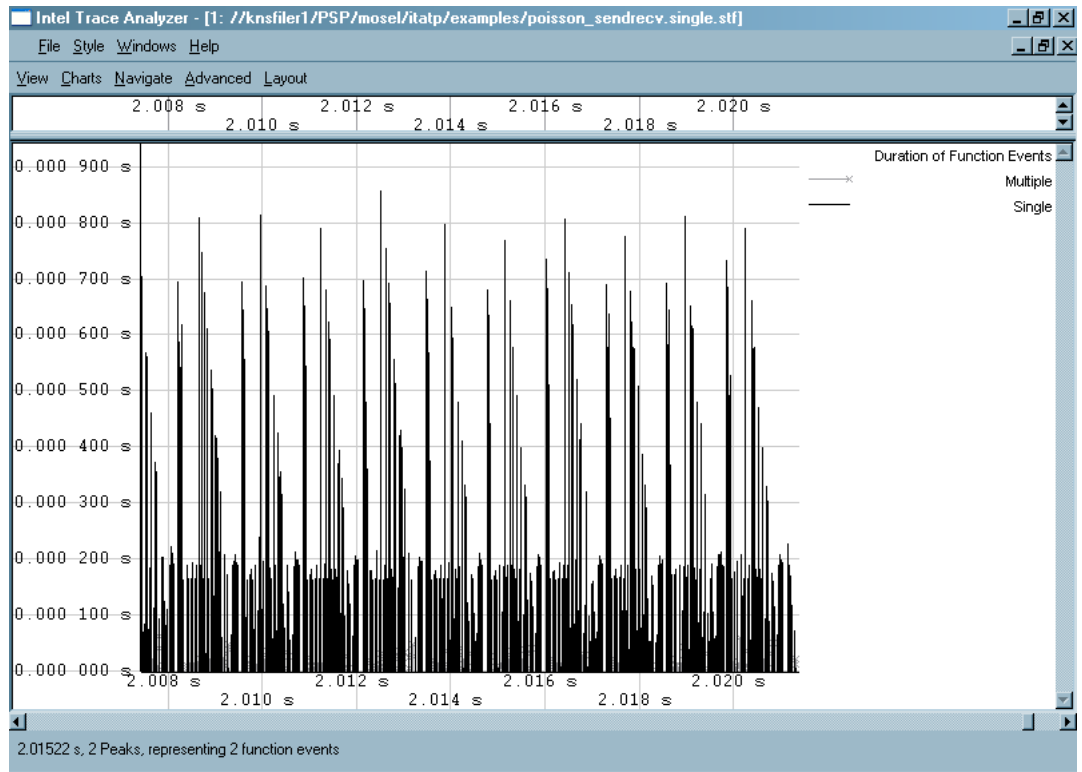 Intel Trace Analyzer - [1: //knsfiler1/PSP/mosel/itatp/examples/poisson_sendrecv.single.stf]
File Style Windows Help
View Charts Navigate Advanced Layout
2.008 s 2.012 s 2.016 s 2.020 s
2.010 s 2.014 s 2.018 s
Duration of Function Events
Multiple
Single
0.000 900 s
0.000 800 s
0.000 700 s
0.000 600 s
0.000 500 s
0.000 400 s
0.000 300 s
0.000 200 s
0.000 100 s
0.000 000 s
2.008 s 2.012 s 2.016 s 2.020 s
2.010 s 2.014 s 2.018 s
2.01522 s, 2 Peaks, representing 2 function events